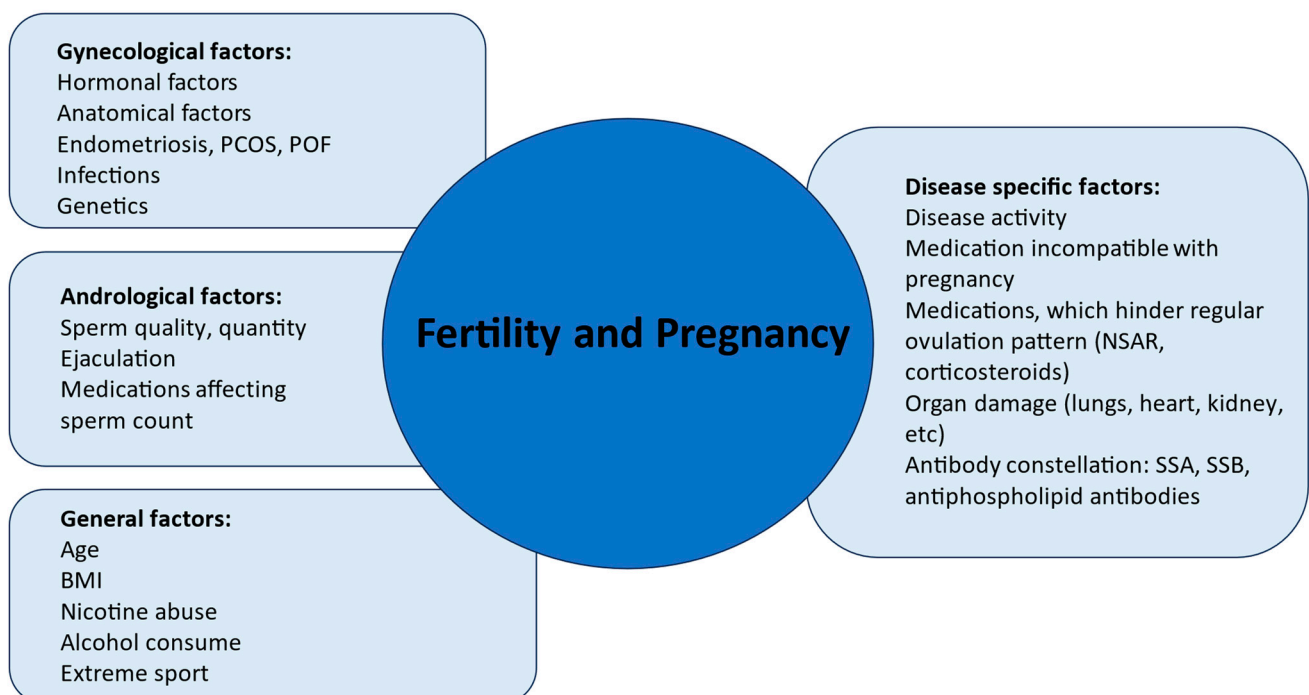 Gynecological factors:
Hormonal factors
Anatomical factors
Endometriosis, PCOS, POF
Infections
Genetics
Andrological factors:
Sperm quality, quantity
Ejaculation
Medications affecting
sperm count
General factors:
Age
BMI
Nicotine abuse
Alcohol consume
Extreme sport
Fertility and Pregnancy
Disease specific factors:
Disease activity
Medication incompatible with
pregnancy
Medications, which hinder regular
ovulation pattern (NSAR,
corticosteroids)
Organ damage (lungs, heart, kidney,
etc)
Antibody constellation: SSA, SSB,
antiphospholipid antibodies